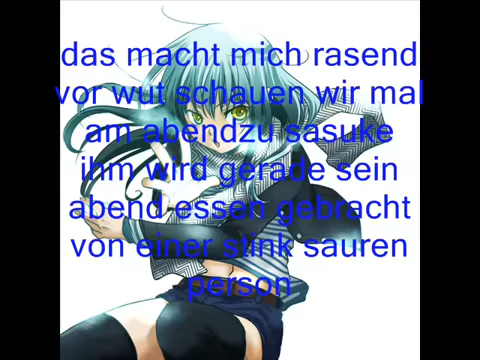 das macht mich rasend
vor wut schauen wir mal
am abendzu sasuke
ihm wird gerade sein
abend essen gebracht
von einer stink sauren
person